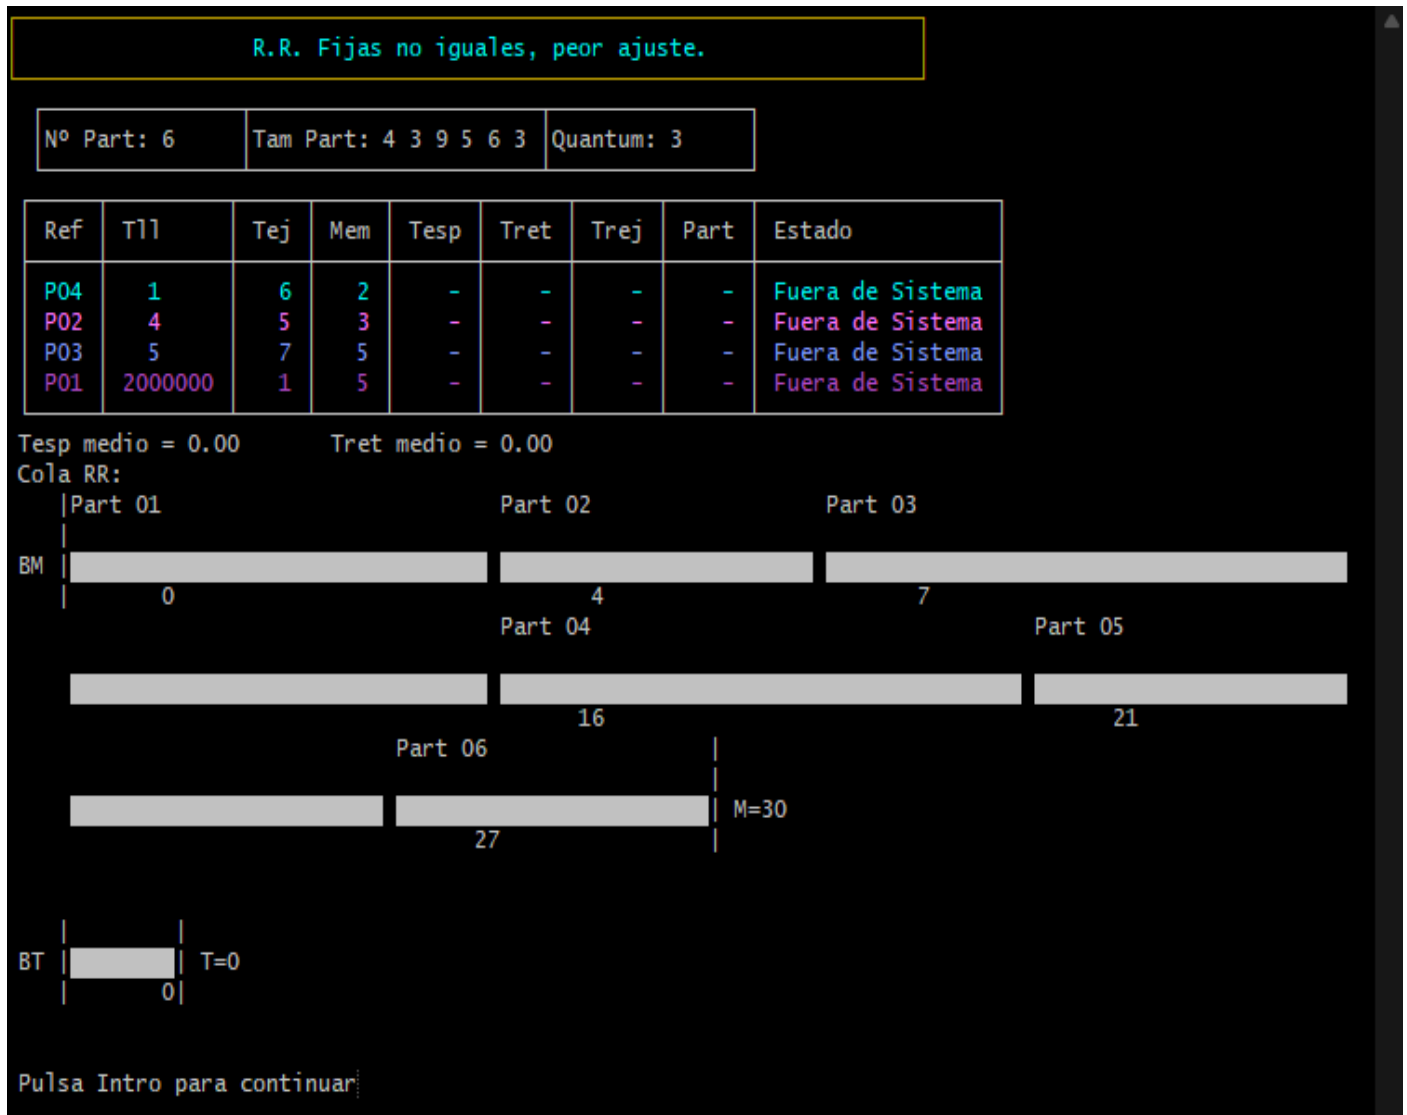 R.R. Fijas no iguales, peor ajuste.
Nº Part: 6 Tam Part: 4 3 9 5 6 3 Quantum: 3
Ref Tll Tej Mem Tesp Tret Trej Part Estado
P04 1 6 2 - - - - Fuera de Sistema
P02 4 5 3 - - - - Fuera de Sistema
P03 5 7 5 - - - - Fuera de Sistema
P01 2000000 1 5 - - - - Fuera de Sistema
Tesp medio = 0.00 Tret medio = 0.00
Cola RR:
|Part 01 Part 02 Part 03
|
BM |
| 0 4 7
Part 04 Part 05
16 21
Part 06 |
|
| M=30
27 |
| |
BT | | T=0
| 0|
Pulsa Intro para continuar